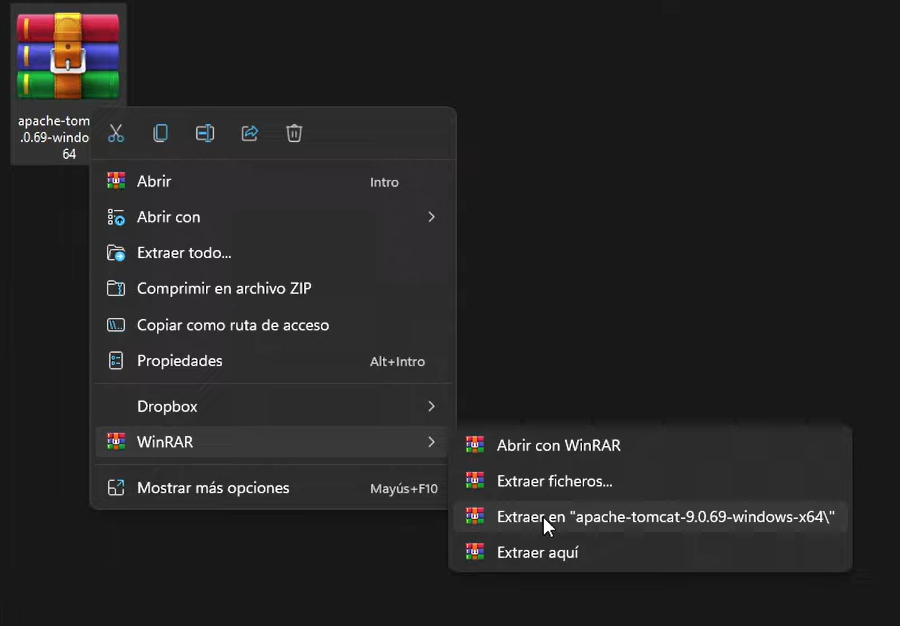 apache-tom
.0.69-windo
64
Abrir Intro
Abrir con
Extraer todo...
Comprimir en archivo ZIP
Copiar como ruta de acceso
Propiedades Alt+Intro
Dropbox
WinRAR
Mostrar más opciones Mayús+F10
Abrir con WinRAR
Extraer ficheros...
Extraer en "apache-tomcat-9.0.69-windows-x64\"
Extraer aquí